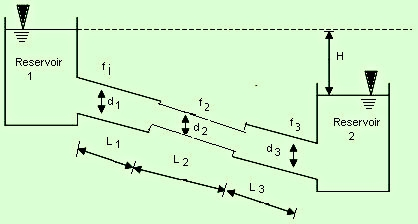 Reservoir
1
H
f1
d1
f2
d2
f3
d3
Reservoir
2
L1
L2
L3